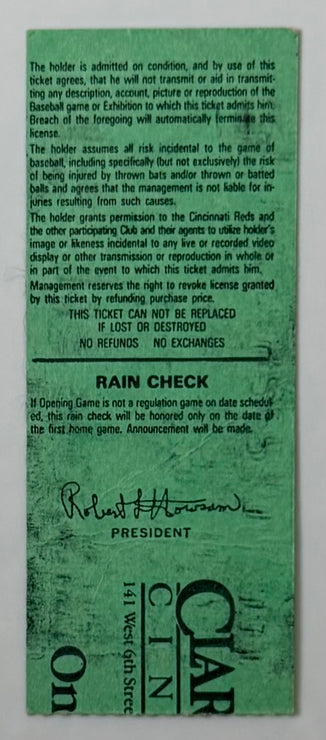 The holder is admitted on condition, and by use of this
ticket agrees, that he will not transmit or aid in transmit-
ting any description, account, picture or reproduction of the
Baseball game or Exhibition to which this ticket admits him.
Breach of the foregoing will automatically terminate this
license.
The holder assumes all risk incidental to the game of
baseball, including specifically (but not exclusively) the risk
of being injured by thrown bats and/or thrown or batted
balls and agrees that the management is not liable for in-
juries resulting from such causes.
The holder grants permission to the Cincinnati Reds and
the other participating Club and their agents to utilize holder's
image or likeness incidental to any live or recorded video
display or other transmission or reproduction in whole or
in part of the event to which this ticket admits him.
Management reserves the right to revoke license granted
by this ticket by refunding purchase price.
THIS TICKET CAN NOT BE REPLACED
IF LOST OR DESTROYED
NO REFUNDS NO EXCHANGES
RAIN CHECK
If Opening Game is not a regulation game on date schedul-
ed, this rain check will be honored only on the date of
the first home game. Announcement will be made.
Robert L Howsam
PRESIDENT
CLAR
CIN
141 West 6th Stree
On